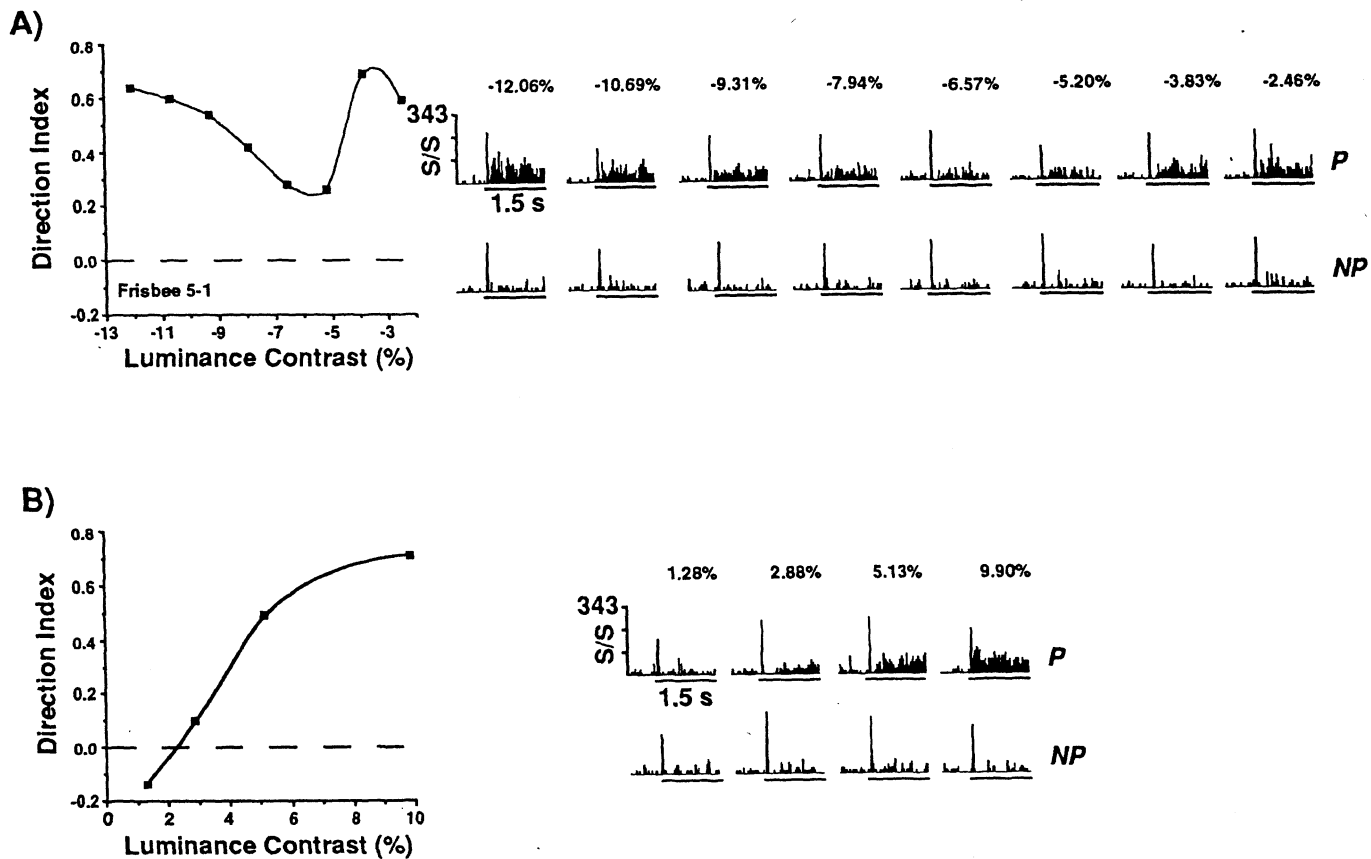 A)
0.8
0.6
0.4
0.2
0.0
-0.2
Direction Index
Frisbee 5-1
-13 -11 -9 -7 -5 -3
Luminance Contrast (%)
-12.06% -10.69% -9.31% -7.94% -6.57% -5.20% -3.83% -2.46%
343
S/S
P
1.5 s
NP
B)
0.8
0.6
0.4
0.2
0.0
-0.2
Direction Index
0 2 4 6 8 10
Luminance Contrast (%)
1.28% 2.88% 5.13% 9.90%
343
S/S
P
1.5 s
NP